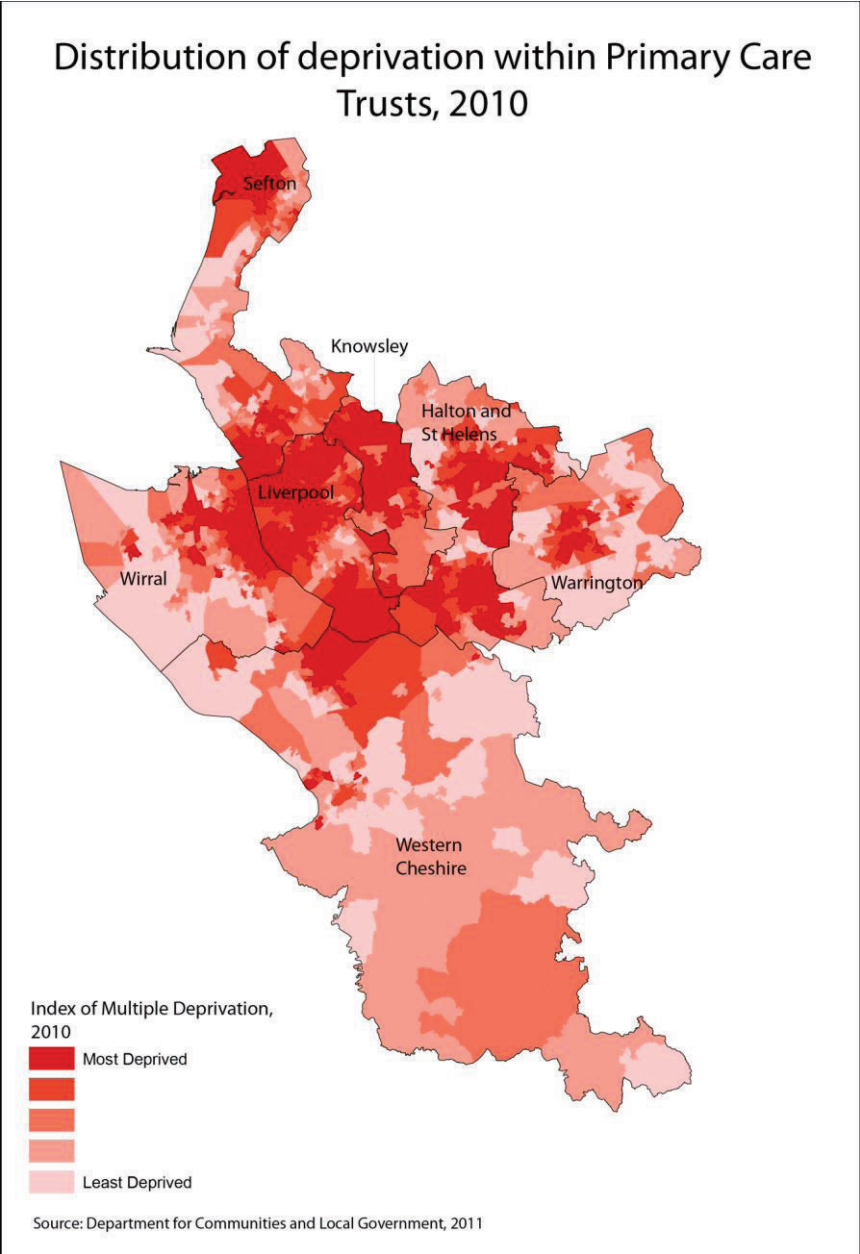 Distribution of deprivation within Primary Care
Trusts, 2010
Sefton
Knowsley
Halton and
St Helens
Liverpool
Wirral
Warrington
Western
Cheshire
Index of Multiple Deprivation,
2010
Most Deprived
Least Deprived
Source: Department for Communities and Local Government, 2011